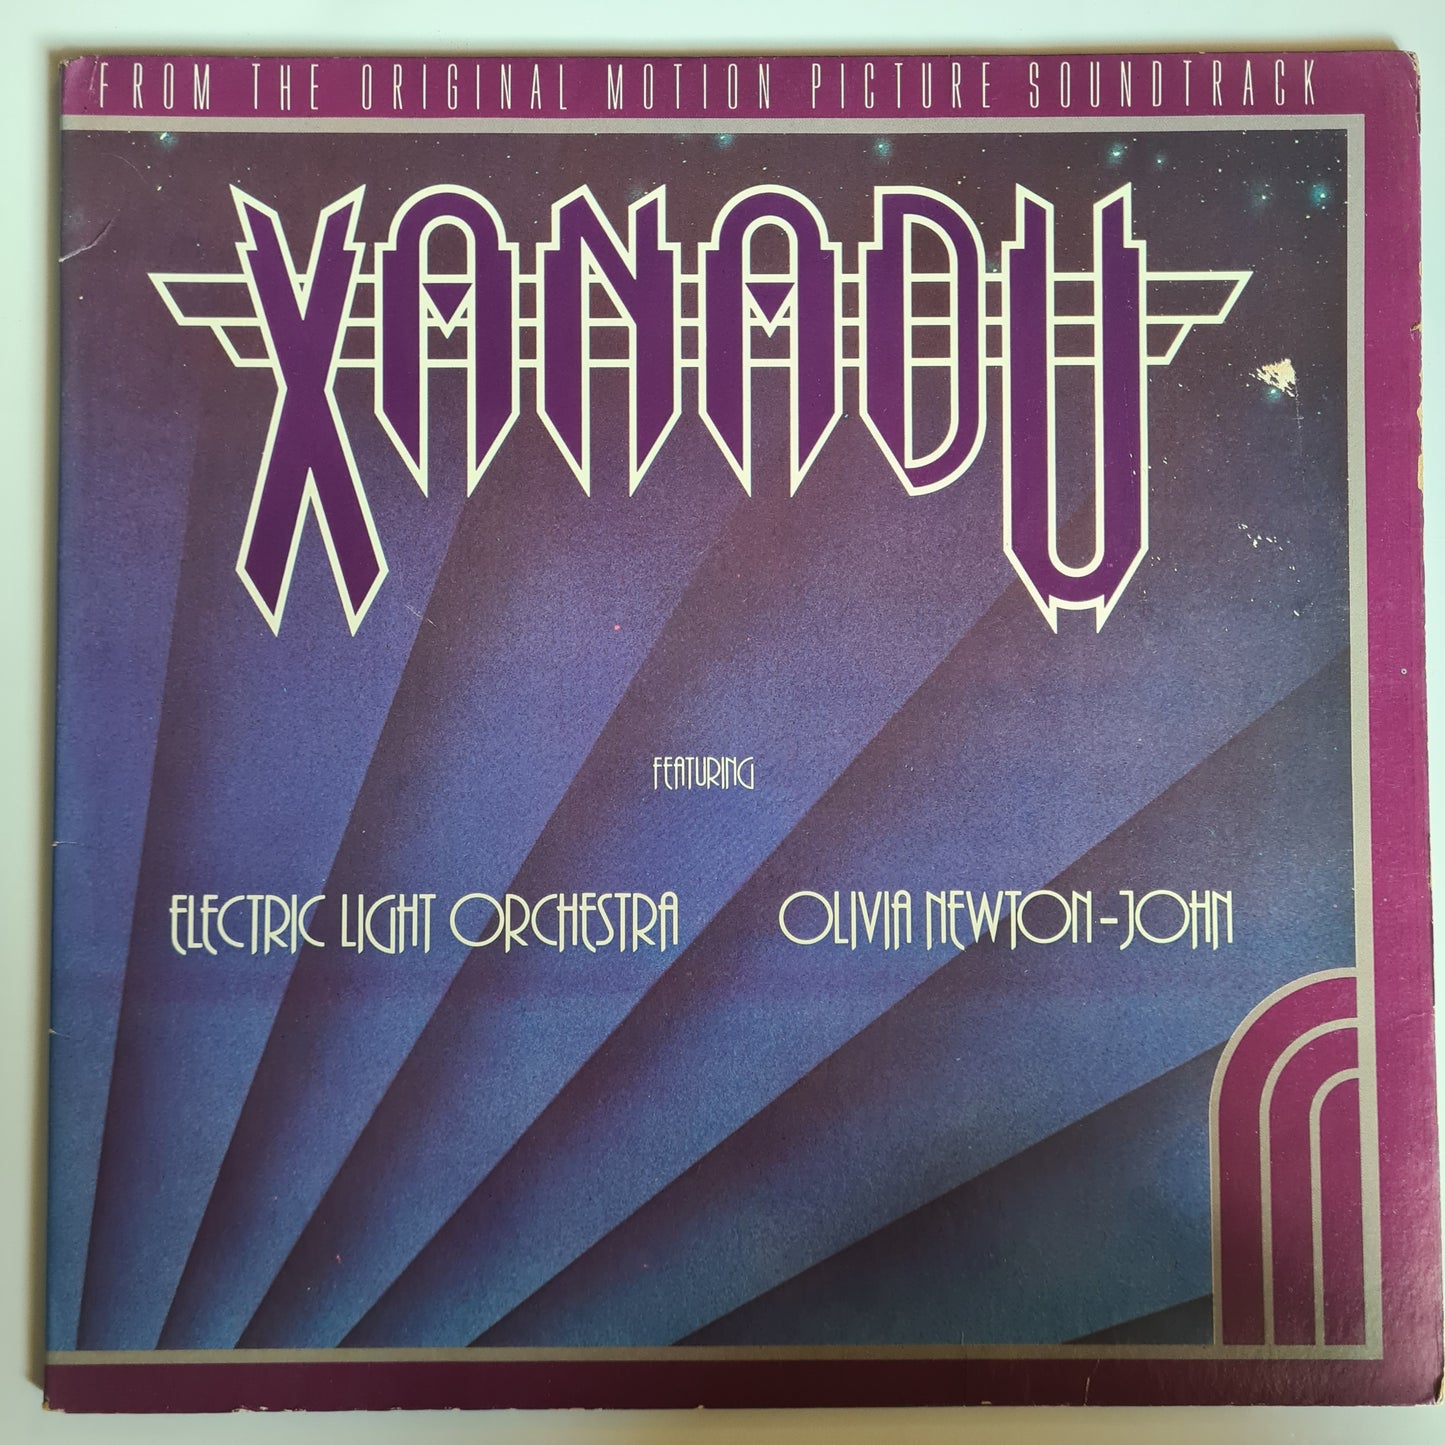 FROM THE ORIGINAL MOTION PICTURE SOUNDTRACK
XANADU
FEATURING
ELECTRIC LIGHT ORCHESTRA OLIVIA NEWTON-JOHN